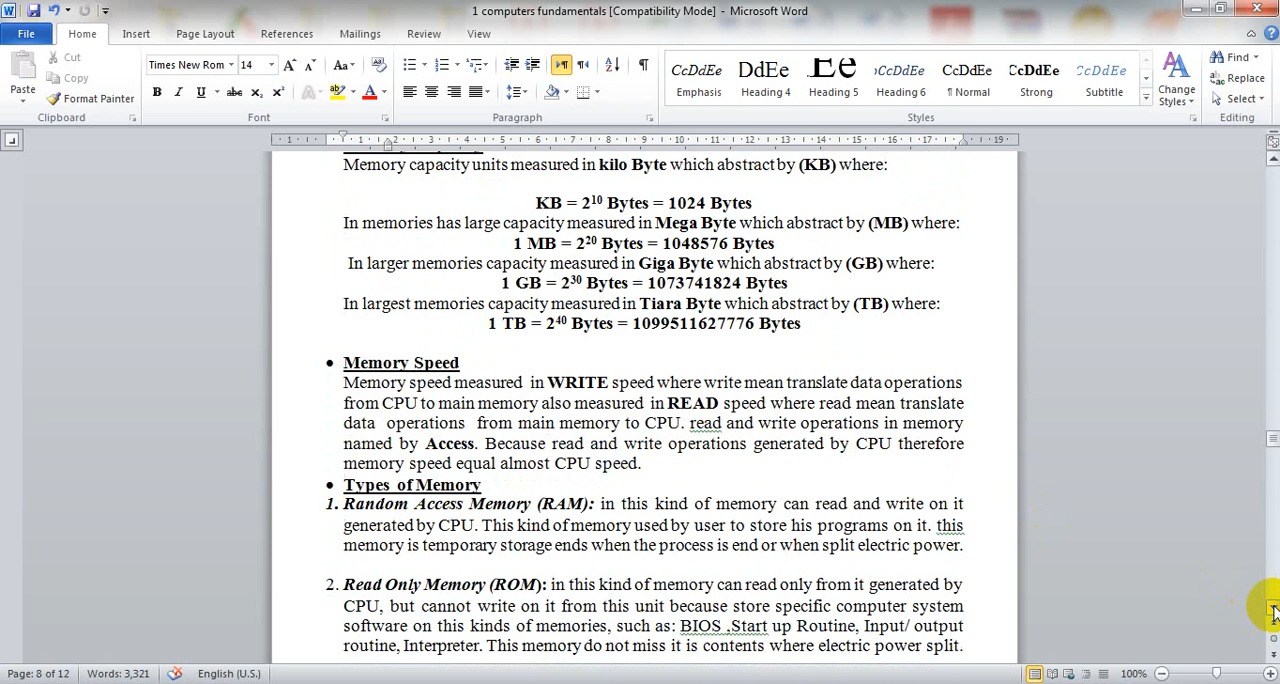 1 computers fundamentals [Compatibility Mode] - Microsoft Word
File Home Insert Page Layout References Mailings Review View
Paste
Cut
Copy
Format Painter
Clipboard
Times New Rom 14
Font
Paragraph
CcDdEe DdEe EE CcDdEe CcDdEe CcDdEe CcDdEe
Emphasis Heading 4 Heading 5 Heading 6 ¶ Normal Strong Subtitle
Change Styles
Styles
Find
Replace
Select
Editing
Memory capacity units measured in kilo Byte which abstract by (KB) where:
KB = 2¹⁰ Bytes = 1024 Bytes
In memories has large capacity measured in Mega Byte which abstract by (MB) where:
1 MB = 2²⁰ Bytes = 1048576 Bytes
In larger memories capacity measured in Giga Byte which abstract by (GB) where:
1 GB = 2³⁰ Bytes = 1073741824 Bytes
In largest memories capacity measured in Tiara Byte which abstract by (TB) where:
1 TB = 2⁴⁰ Bytes = 1099511627776 Bytes
• Memory Speed
Memory speed measured in WRITE speed where write mean translate data operations
from CPU to main memory also measured in READ speed where read mean translate
data operations from main memory to CPU. read and write operations in memory
named by Access. Because read and write operations generated by CPU therefore
memory speed equal almost CPU speed.
• Types of Memory
1. Random Access Memory (RAM): in this kind of memory can read and write on it
generated by CPU. This kind of memory used by user to store his programs on it. this
memory is temporary storage ends when the process is end or when split electric power.
2. Read Only Memory (ROM): in this kind of memory can read only from it generated by
CPU, but cannot write on it from this unit because store specific computer system
software on this kinds of memories, such as: BIOS ,Start up Routine, Input/ output
routine, Interpreter. This memory do not miss it is contents where electric power split.
Page: 8 of 12 Words: 3,321 English (U.S.) 100%